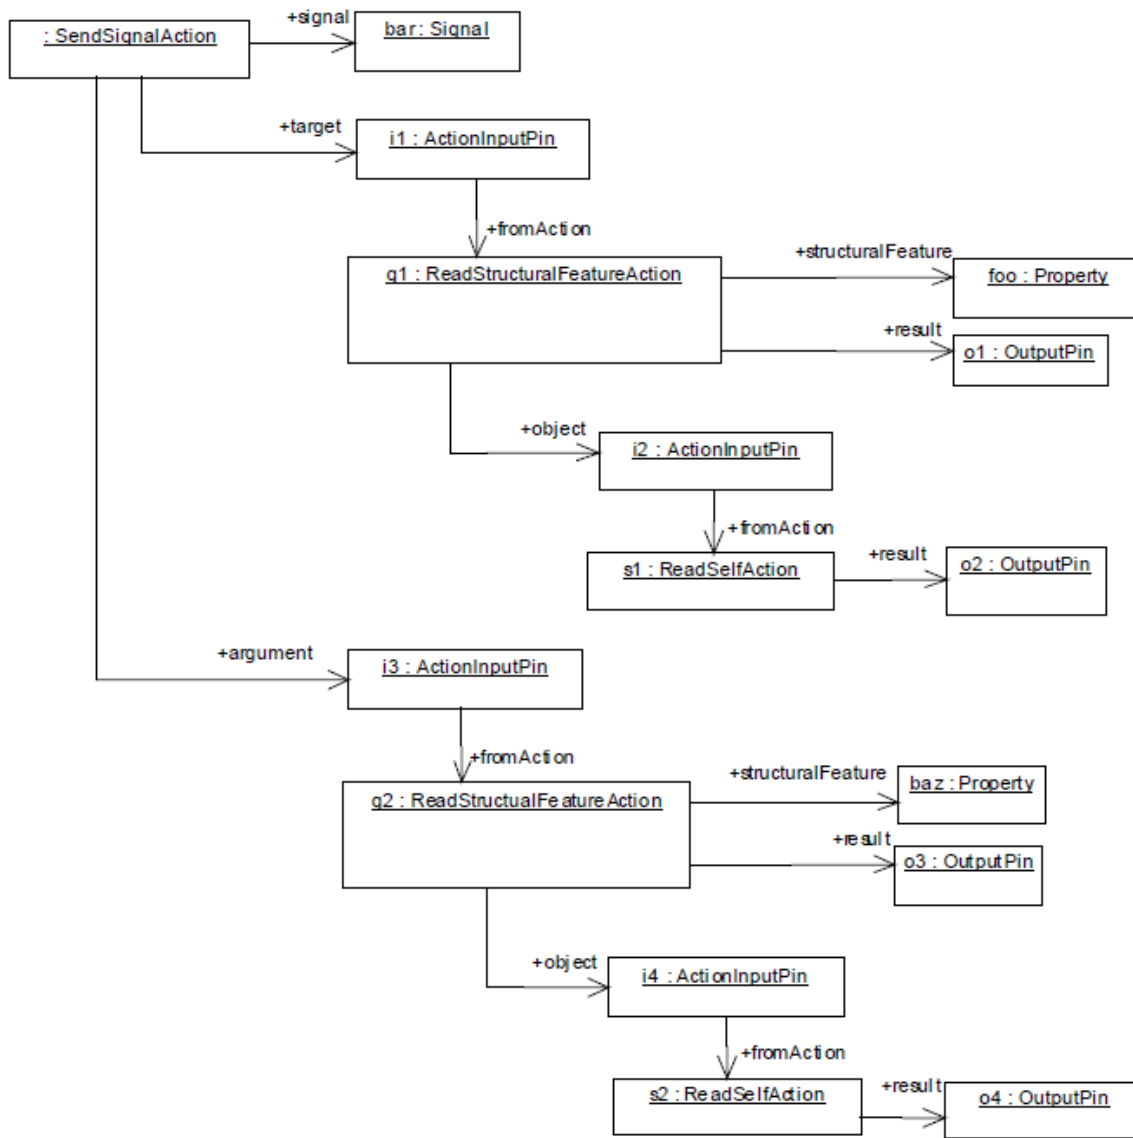 +signal
: SendSignalAction
bar : Signal
+target
i1 : ActionInputPin
+fromAction
g1 : ReadStructuralFeatureAction
+structuralFeature
foo : Property
+result
o1 : OutputPin
+object
i2 : ActionInputPin
+fromAction
s1 : ReadSelfAction
+result
o2 : OutputPin
+argument
i3 : ActionInputPin
+fromAction
g2 : ReadStructualFeatureAction
+structuralFeature
baz : Property
+result
o3 : OutputPin
+object
i4 : ActionInputPin
+fromAction
s2 : ReadSelfAction
+result
o4 : OutputPin